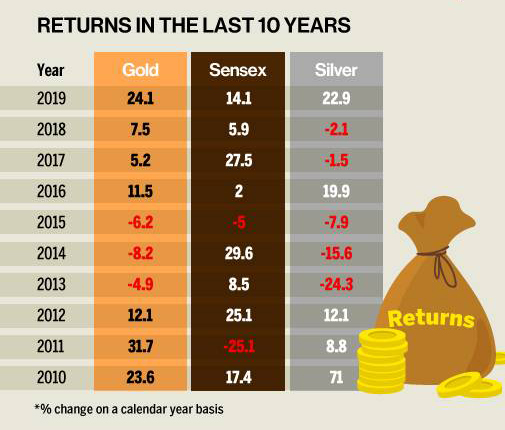 RETURNS IN THE LAST 10 YEARS
Year Gold Sensex Silver
2019 24.1 14.1 22.9
2018 7.5 5.9 -2.1
2017 5.2 27.5 -1.5
2016 11.5 2 19.9
2015 -6.2 -5 -7.9
2014 -8.2 29.6 -15.6
2013 -4.9 8.5 -24.3
2012 12.1 25.1 12.1
2011 31.7 -25.1 8.8
2010 23.6 17.4 71
Returns
*% change on a calendar year basis